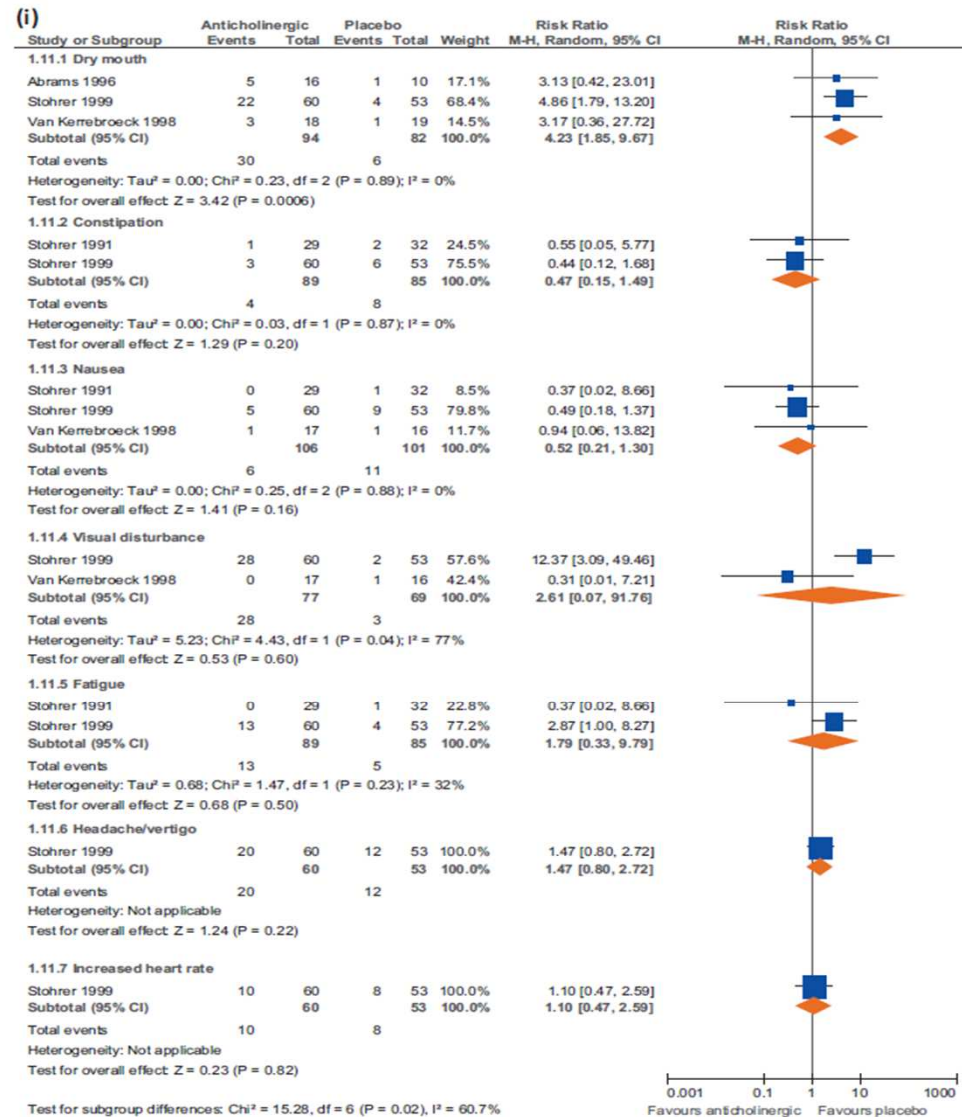 (i)
Anticholinergic Placebo Risk Ratio Risk Ratio
Study or Subgroup Events Total Events Total Weight M-H, Random, 95% CI M-H, Random, 95% CI
1.11.1 Dry mouth
Abrams 1996 5 16 1 10 17.1% 3.13 [0.42, 23.01]
Stohrer 1999 22 60 4 53 68.4% 4.86 [1.79, 13.20]
Van Kerrebroeck 1998 3 18 1 19 14.5% 3.17 [0.36, 27.72]
Subtotal (95% CI) 94 82 100.0% 4.23 [1.85, 9.67]
Total events 30 6
Heterogeneity: Tau² = 0.00; Chi² = 0.23, df = 2 (P = 0.89); I² = 0%
Test for overall effect: Z = 3.42 (P = 0.0006)
1.11.2 Constipation
Stohrer 1991 1 29 2 32 24.5% 0.55 [0.05, 5.77]
Stohrer 1999 3 60 6 53 75.5% 0.44 [0.12, 1.68]
Subtotal (95% CI) 89 85 100.0% 0.47 [0.15, 1.49]
Total events 4 8
Heterogeneity: Tau² = 0.00; Chi² = 0.03, df = 1 (P = 0.87); I² = 0%
Test for overall effect: Z = 1.29 (P = 0.20)
1.11.3 Nausea
Stohrer 1991 0 29 1 32 8.5% 0.37 [0.02, 8.66]
Stohrer 1999 5 60 9 53 79.8% 0.49 [0.18, 1.37]
Van Kerrebroeck 1998 1 17 1 16 11.7% 0.94 [0.06, 13.82]
Subtotal (95% CI) 106 101 100.0% 0.52 [0.21, 1.30]
Total events 6 11
Heterogeneity: Tau² = 0.00; Chi² = 0.25, df = 2 (P = 0.88); I² = 0%
Test for overall effect: Z = 1.41 (P = 0.16)
1.11.4 Visual disturbance
Stohrer 1999 28 60 2 53 57.6% 12.37 [3.09, 49.46]
Van Kerrebroeck 1998 0 17 1 16 42.4% 0.31 [0.01, 7.21]
Subtotal (95% CI) 77 69 100.0% 2.61 [0.07, 91.76]
Total events 28 3
Heterogeneity: Tau² = 5.23; Chi² = 4.43, df = 1 (P = 0.04); I² = 77%
Test for overall effect: Z = 0.53 (P = 0.60)
1.11.5 Fatigue
Stohrer 1991 0 29 1 32 22.8% 0.37 [0.02, 8.66]
Stohrer 1999 13 60 4 53 77.2% 2.87 [1.00, 8.27]
Subtotal (95% CI) 89 85 100.0% 1.79 [0.33, 9.79]
Total events 13 5
Heterogeneity: Tau² = 0.68; Chi² = 1.47, df = 1 (P = 0.23); I² = 32%
Test for overall effect: Z = 0.68 (P = 0.50)
1.11.6 Headache/vertigo
Stohrer 1999 20 60 12 53 100.0% 1.47 [0.80, 2.72]
Subtotal (95% CI) 60 53 100.0% 1.47 [0.80, 2.72]
Total events 20 12
Heterogeneity: Not applicable
Test for overall effect: Z = 1.24 (P = 0.22)
1.11.7 Increased heart rate
Stohrer 1999 10 60 8 53 100.0% 1.10 [0.47, 2.59]
Subtotal (95% CI) 60 53 100.0% 1.10 [0.47, 2.59]
Total events 10 8
Heterogeneity: Not applicable
Test for overall effect: Z = 0.23 (P = 0.82)
0.001 0.1 1 10 1000
Test for subgroup differences: Chi² = 15.28, df = 6 (P = 0.02), I² = 60.7% Favours anticholinergic Favours placebo